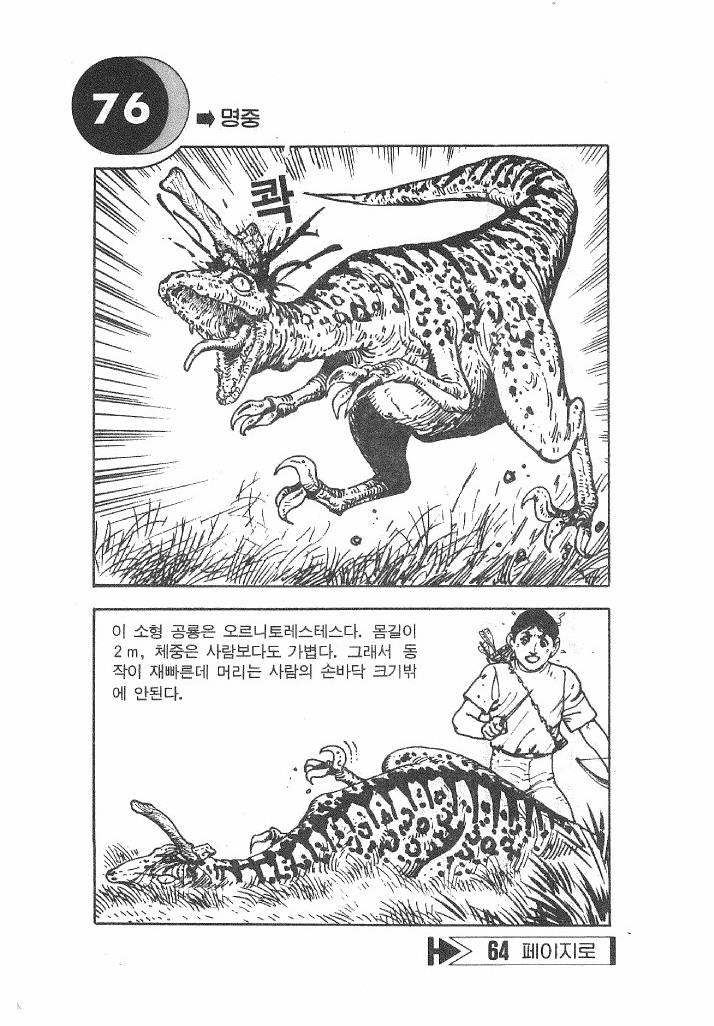 76
➡ 명중
콱
이 소형 공룡은 오르니토레스테스다. 몸길이
2 m, 체중은 사람보다도 가볍다. 그래서 동
작이 재빠른데 머리는 사람의 손바닥 크기밖
에 안된다.
64 페이지로